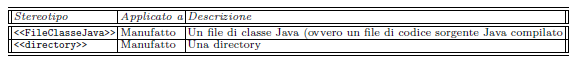 Stereotipo Applicato a Descrizione
<<FileClasseJava>> Manufatto Un file di classe Java (ovvero un file di codice sorgente Java compilato
<<directory>> Manufatto Una directory